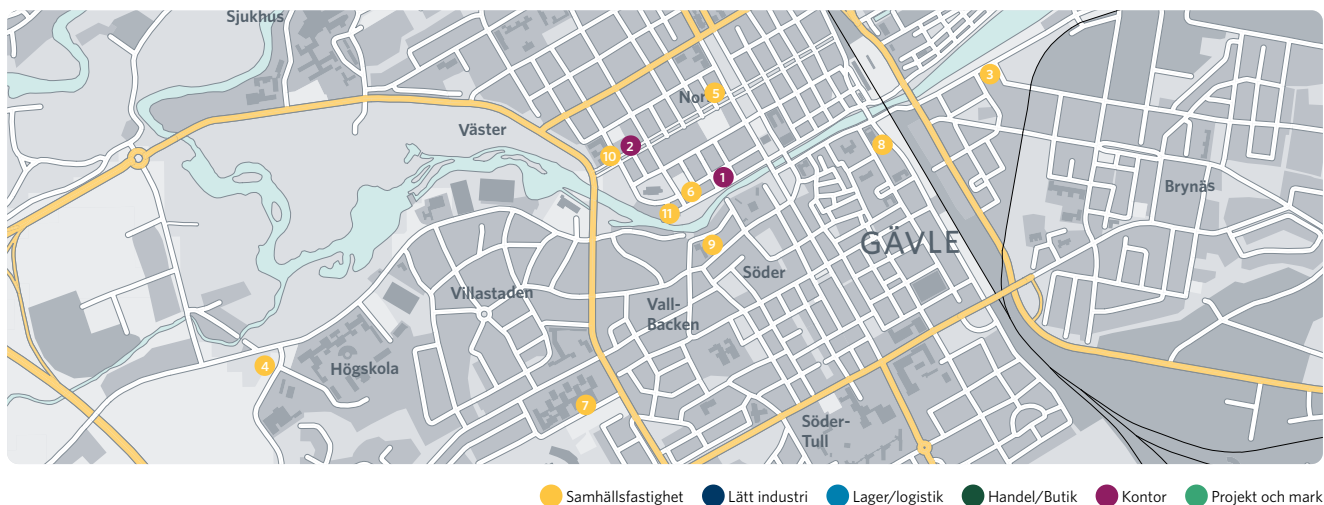 Sjukhus
3
Nor
5
Väster
2
10
8
1
Brynäs
6
11
9
GÄVLE
Söder
Villastaden
Vall-
Backen
4
Högskola
7
Söder-
Tull
Samhällsfastighet
Lätt industri
Lager/logistik
Handel/Butik
Kontor
Projekt och mark